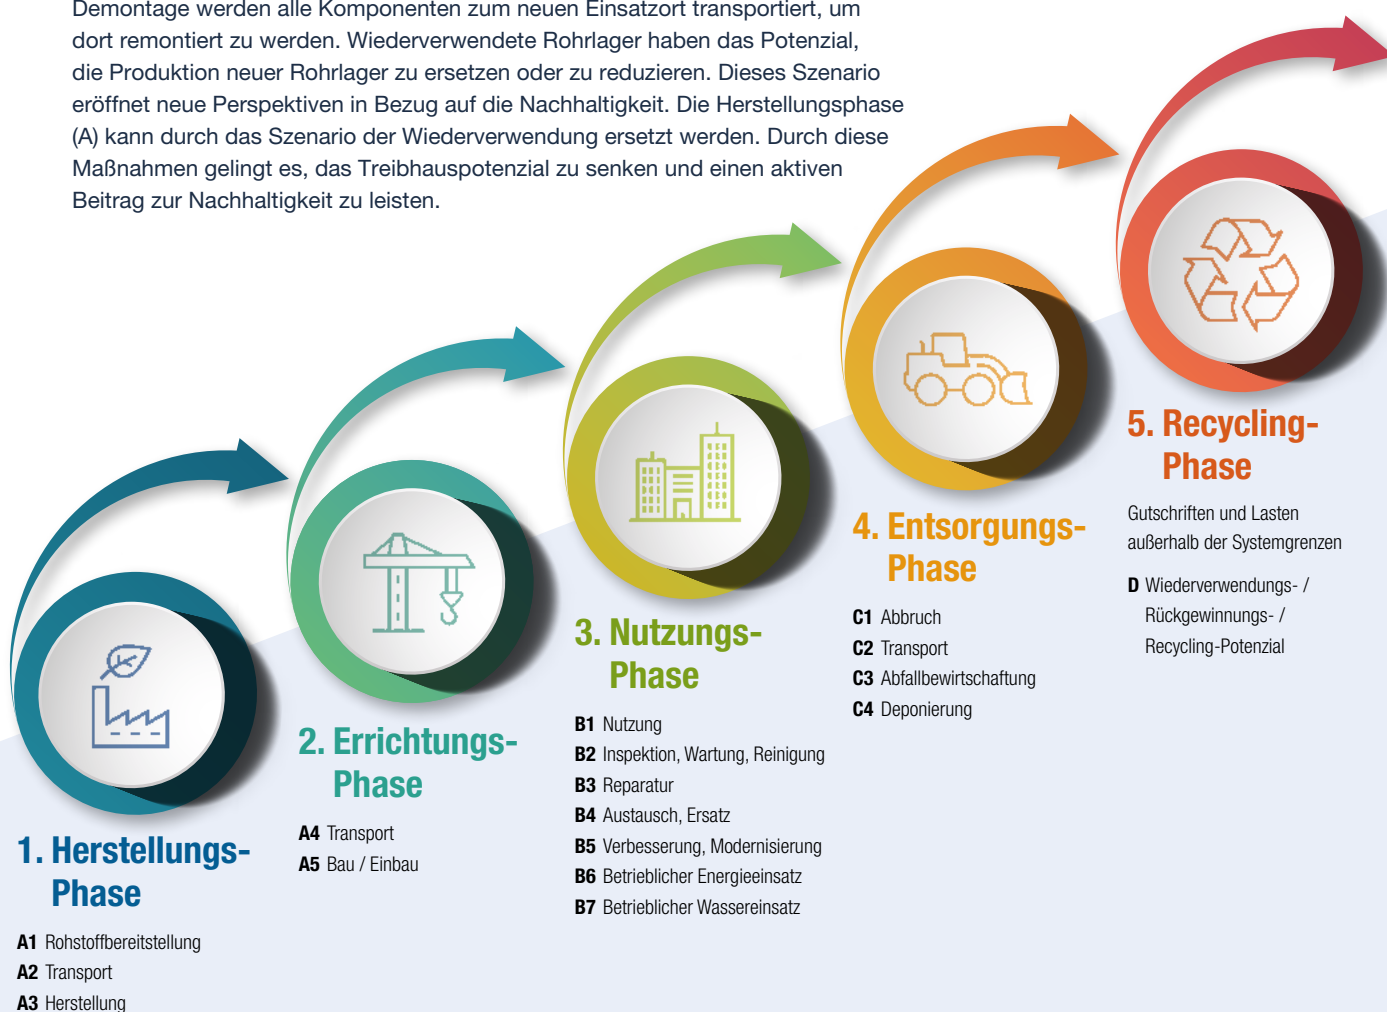 Demontage werden alle Komponenten zum neuen Einsatzort transportiert, um
dort remontiert zu werden. Wiederverwendete Rohrlager haben das Potenzial,
die Produktion neuer Rohrlager zu ersetzen oder zu reduzieren. Dieses Szenario
eröffnet neue Perspektiven in Bezug auf die Nachhaltigkeit. Die Herstellungsphase
(A) kann durch das Szenario der Wiederverwendung ersetzt werden. Durch diese
Maßnahmen gelingt es, das Treibhauspotenzial zu senken und einen aktiven
Beitrag zur Nachhaltigkeit zu leisten.
1. Herstellungs-
Phase
A1 Rohstoffbereitstellung
A2 Transport
A3 Herstellung
2. Errichtungs-
Phase
A4 Transport
A5 Bau / Einbau
3. Nutzungs-
Phase
B1 Nutzung
B2 Inspektion, Wartung, Reinigung
B3 Reparatur
B4 Austausch, Ersatz
B5 Verbesserung, Modernisierung
B6 Betrieblicher Energieeinsatz
B7 Betrieblicher Wassereinsatz
4. Entsorgungs-
Phase
C1 Abbruch
C2 Transport
C3 Abfallbewirtschaftung
C4 Deponierung
5. Recycling-
Phase
Gutschriften und Lasten
außerhalb der Systemgrenzen
D Wiederverwendungs- /
Rückgewinnungs- /
Recycling-Potenzial